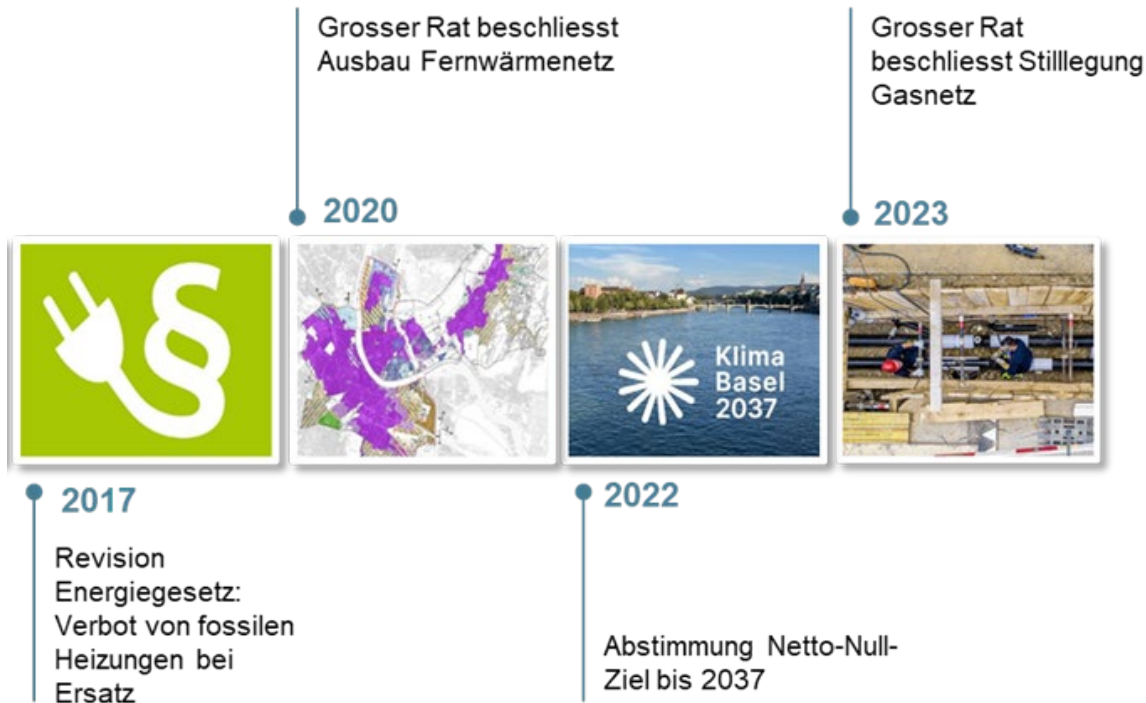 Grosser Rat beschliesst
Ausbau Fernwärmenetz
2020
Grosser Rat
beschliesst Stilllegung
Gasnetz
2023
§
Klima
Basel
2037
2017
Revision
Energiegesetz:
Verbot von fossilen
Heizungen bei
Ersatz
2022
Abstimmung Netto-Null-
Ziel bis 2037